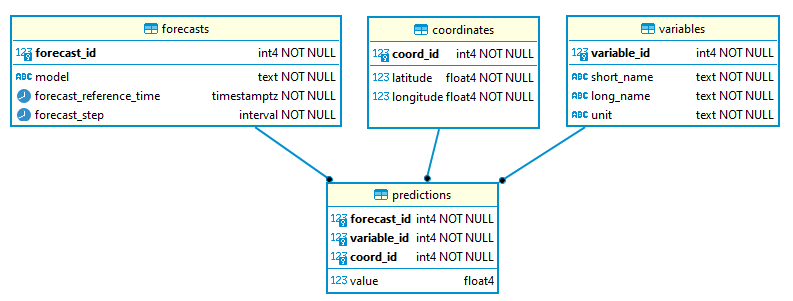 forecasts
123 forecast_id int4 NOT NULL
ABC model text NOT NULL
forecast_reference_time timestamptz NOT NULL
forecast_step interval NOT NULL
coordinates
123 coord_id int4 NOT NULL
123 latitude float4 NOT NULL
123 longitude float4 NOT NULL
variables
123 variable_id int4 NOT NULL
ABC short_name text NOT NULL
ABC long_name text NOT NULL
ABC unit text NOT NULL
predictions
123 forecast_id int4 NOT NULL
123 variable_id int4 NOT NULL
123 coord_id int4 NOT NULL
123 value float4